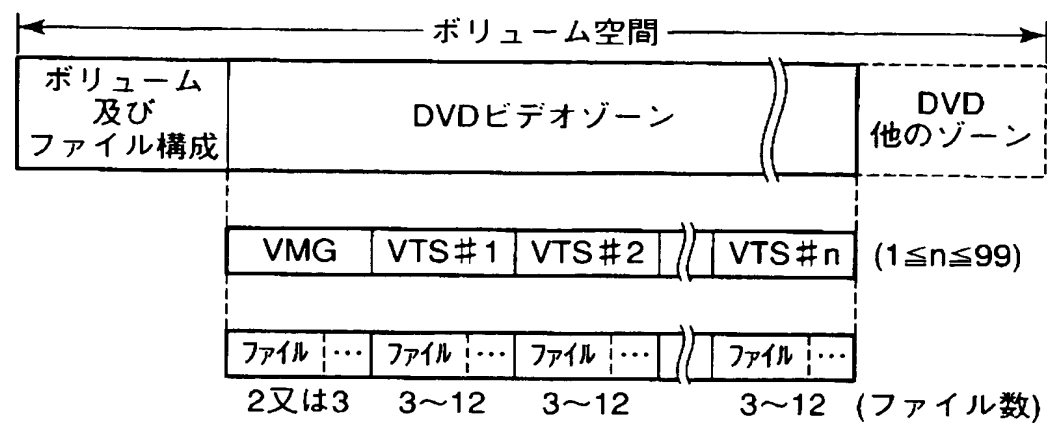 ボリューム空間
ボリューム
及び
ファイル構成
DVDビデオゾーン
DVD
他のゾーン
VMG
VTS#1
VTS#2
VTS#n
(1≦n≦99)
ファイル
…
ファイル
…
ファイル
…
ファイル
…
2又は3
3〜12
3〜12
3〜12
(ファイル数)